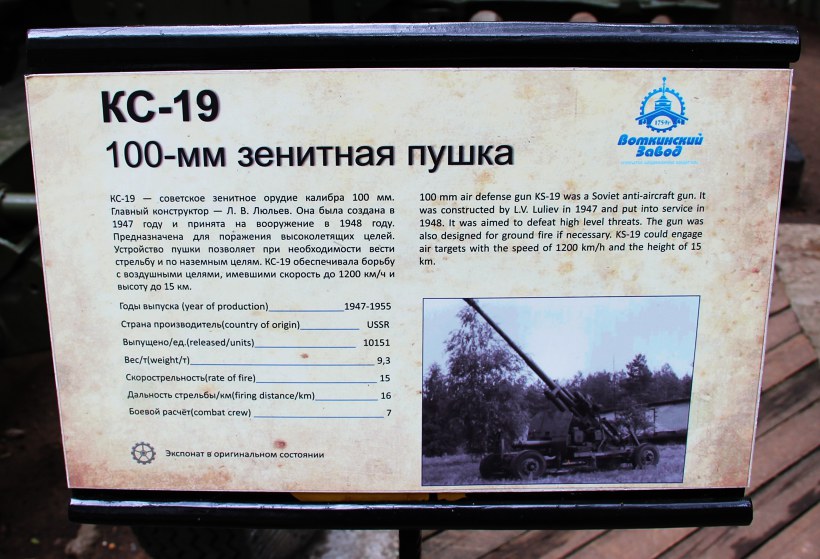 КС-19
100-мм зенитная пушка
1759г
Воткинский
Завод
КС-19 — советское зенитное орудие калибра 100 мм.
Главный конструктор — Л. В. Люльев. Она была создана в
1947 году и принята на вооружение в 1948 году.
Предназначена для поражения высоколетящих целей.
Устройство пушки позволяет при необходимости вести
стрельбу и по наземным целям. КС-19 обеспечивала борьбу
с воздушными целями, имевшими скорость до 1200 км/ч и
высоту до 15 км.
100 mm air defense gun KS-19 was a Soviet anti-aircraft gun. It
was constructed by L.V. Luliev in 1947 and put into service in
1948. It was aimed to defeat high level threats. The gun was
also designed for ground fire if necessary. KS-19 could engage
air targets with the speed of 1200 km/h and the height of 15
km.
Годы выпуска (year of production) 1947-1955
Страна производитель(country of origin) USSR
Выпущено/ед.(released/units) 10151
Вес/т(weight/т) 9,3
Скорострельность(rate of fire) 15
Дальность стрельбы/км(firing distance/km) 16
Боевой расчёт(combat crew) 7
Экспонат в оригинальном состоянии